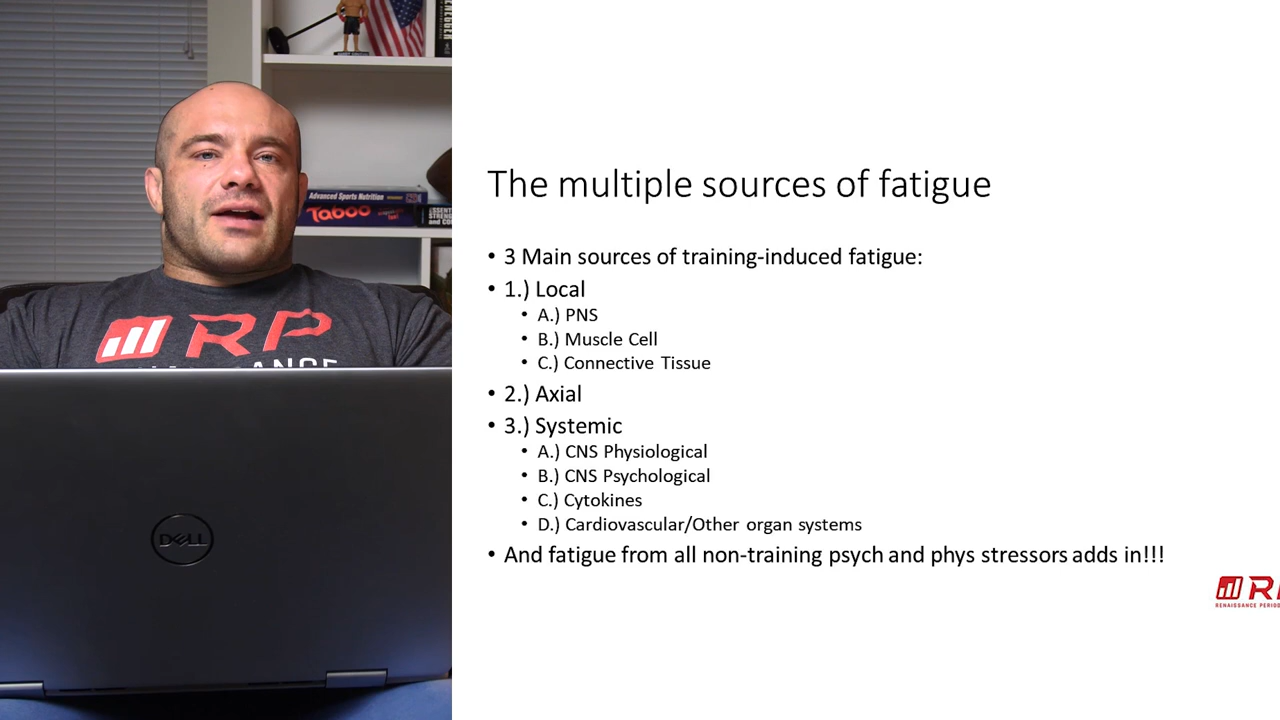 Advanced Sports Nutrition
Taboo
RP
The multiple sources of fatigue
• 3 Main sources of training-induced fatigue:
• 1.) Local
• A.) PNS
• B.) Muscle Cell
• C.) Connective Tissue
• 2.) Axial
• 3.) Systemic
• A.) CNS Physiological
• B.) CNS Psychological
• C.) Cytokines
• D.) Cardiovascular/Other organ systems
• And fatigue from all non-training psych and phys stressors adds in!!!
DELL
R
RENAISSANCE PERIOD